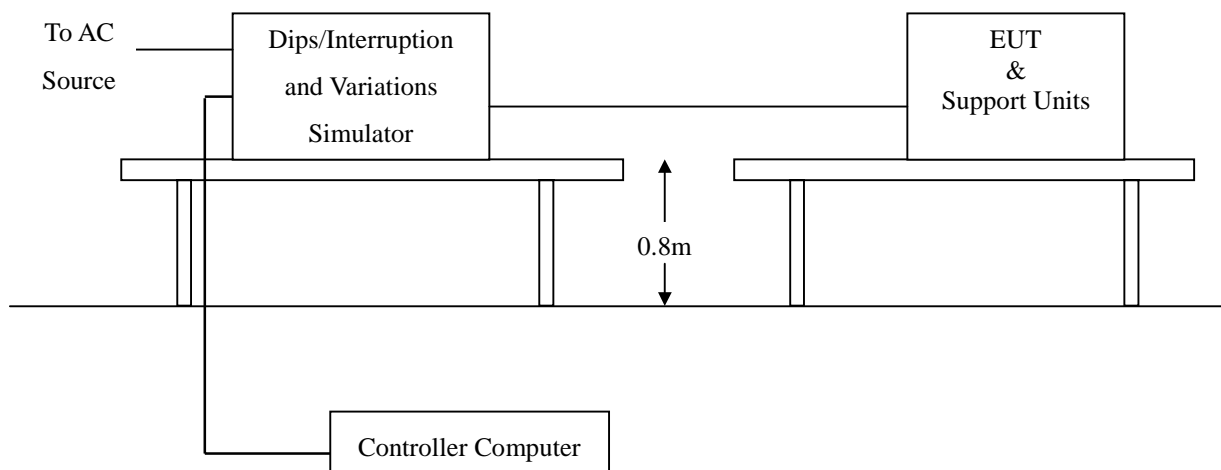 To AC
Source
Dips/Interruption
and Variations
Simulator
EUT
&
Support Units
0.8m
Controller Computer